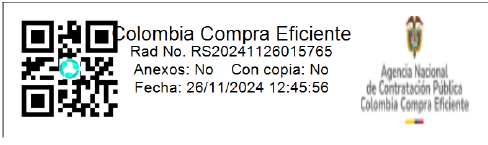 Colombia Compra Eficiente
Rad No. RS20241126015765
Anexos: No Con copia: No
Fecha: 26/11/2024 12:45:56
Agencia Nacional
de Contratación Pública
Colombia Compra Eficiente